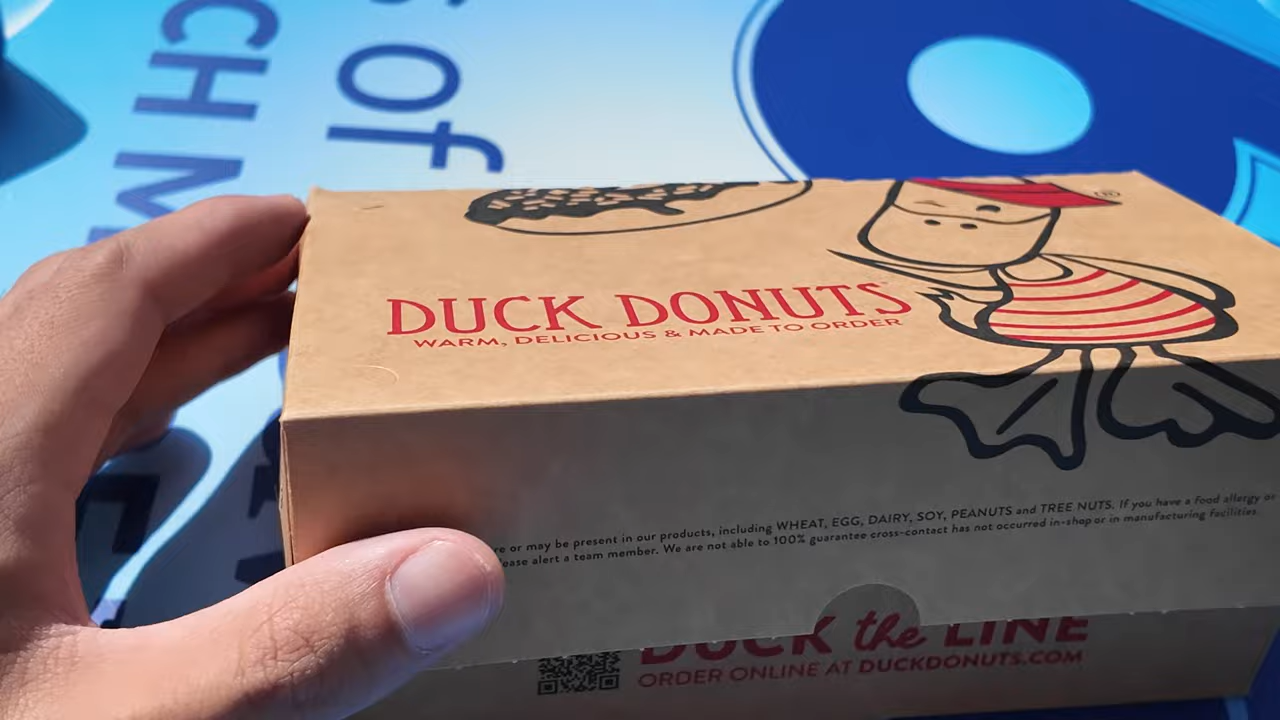 S Of
CH M
DUCK DONUTS
WARM, DELICIOUS & MADE TO ORDER
®
re or may be present in our products, including WHEAT, EGG, DAIRY, SOY, PEANUTS and TREE NUTS. If you have a food allergy or
ease alert a team member. We are not able to 100% guarantee cross-contact has not occurred in-shop or in manufacturing facilities.
DUCK the LINE
ORDER ONLINE AT DUCKDONUTS.COM